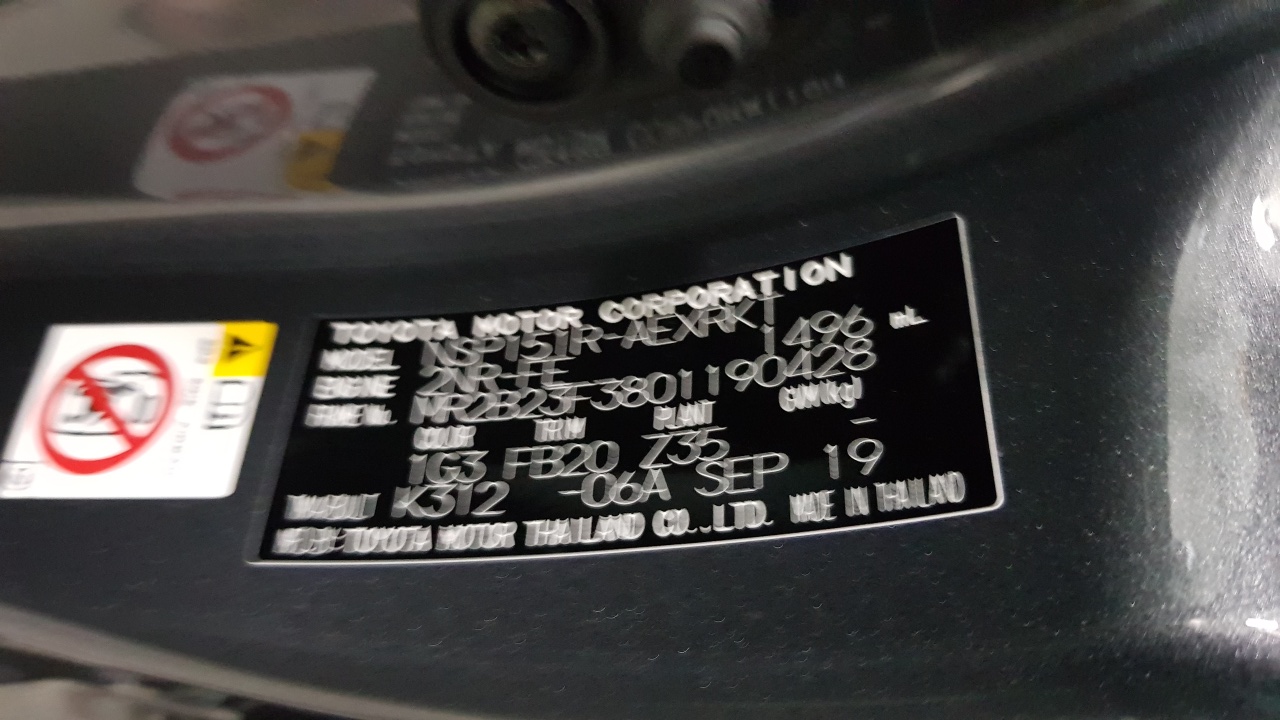 TOYOTA MOTOR CORPORATION
MODEL NSP151R-AEXRKT
ENGINE 2NR-FE 1496 mL
FRAME No. MR2B23F3801190428
COLOR TRIM PLANT GVM(kg)
1G3 FB20 Z35 -
K312 -06A SEP 19
TOYOTA MOTOR THAILAND CO.,LTD. MADE IN THAILAND